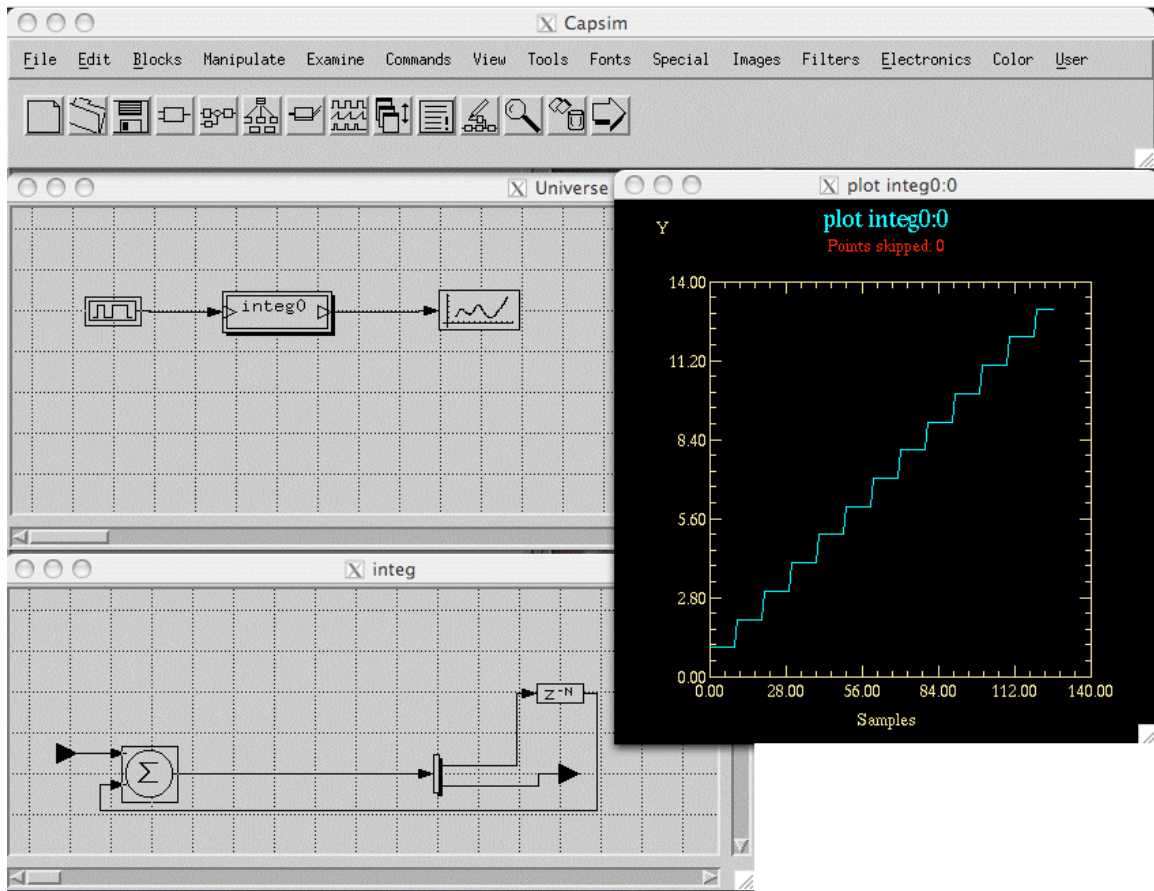 X Capsim
File Edit Blocks Manipulate Examine Commands View Tools Fonts Special Images Filters Electronics Color User
X Universe
X plot integ0:0
plot integ0:0
Y
Points skipped: 0
integ0
14.00
11.20
8.40
5.60
2.80
0.00
0.00 28.00 56.00 84.00 112.00 140.00
Samples
X integ
Z-N
Σ